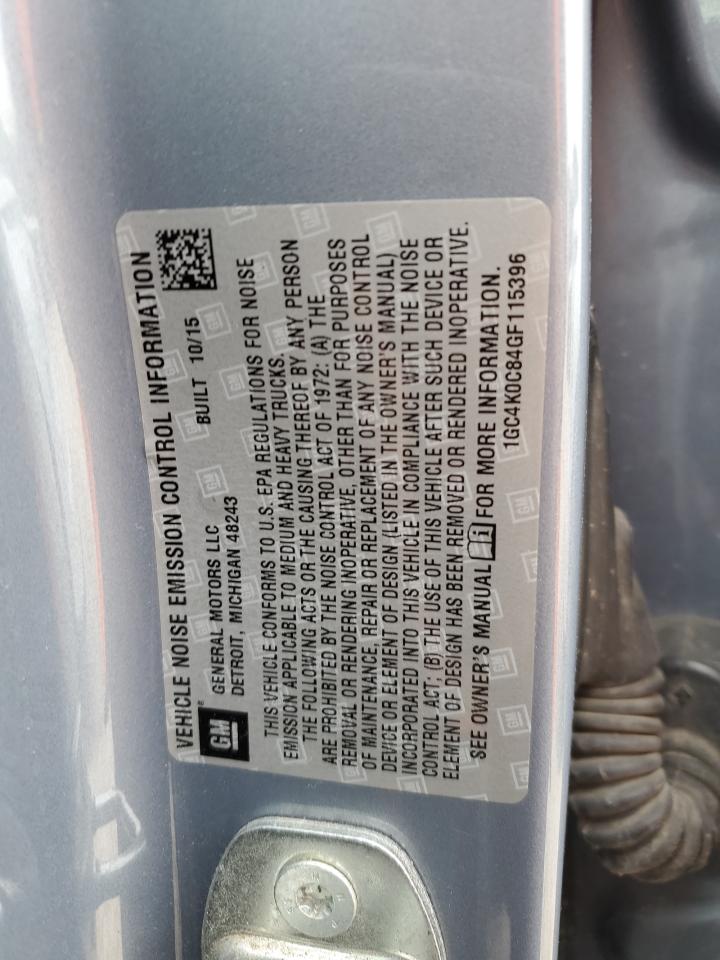 VEHICLE NOISE EMISSION CONTROL INFORMATION
GM
GENERAL MOTORS LLC
DETROIT, MICHIGAN 48243
BUILT 10/15
THIS VEHICLE CONFORMS TO U.S. EPA REGULATIONS FOR NOISE
EMISSION APPLICABLE TO MEDIUM AND HEAVY TRUCKS.
THE FOLLOWING ACTS OR THE CAUSING THEREOF BY ANY PERSON
ARE PROHIBITED BY THE NOISE CONTROL ACT OF 1972: (A) THE
REMOVAL OR RENDERING INOPERATIVE, OTHER THAN FOR PURPOSES
OF MAINTENANCE, REPAIR OR REPLACEMENT OF ANY NOISE CONTROL
DEVICE OR ELEMENT OF DESIGN (LISTED IN THE OWNER'S MANUAL)
INCORPORATED INTO THIS VEHICLE IN COMPLIANCE WITH THE NOISE
CONTROL ACT; (B) THE USE OF THIS VEHICLE AFTER SUCH DEVICE OR
ELEMENT OF DESIGN HAS BEEN REMOVED OR RENDERED INOPERATIVE.
SEE OWNER'S MANUAL FOR MORE INFORMATION.
1GC4K0C84GF115396